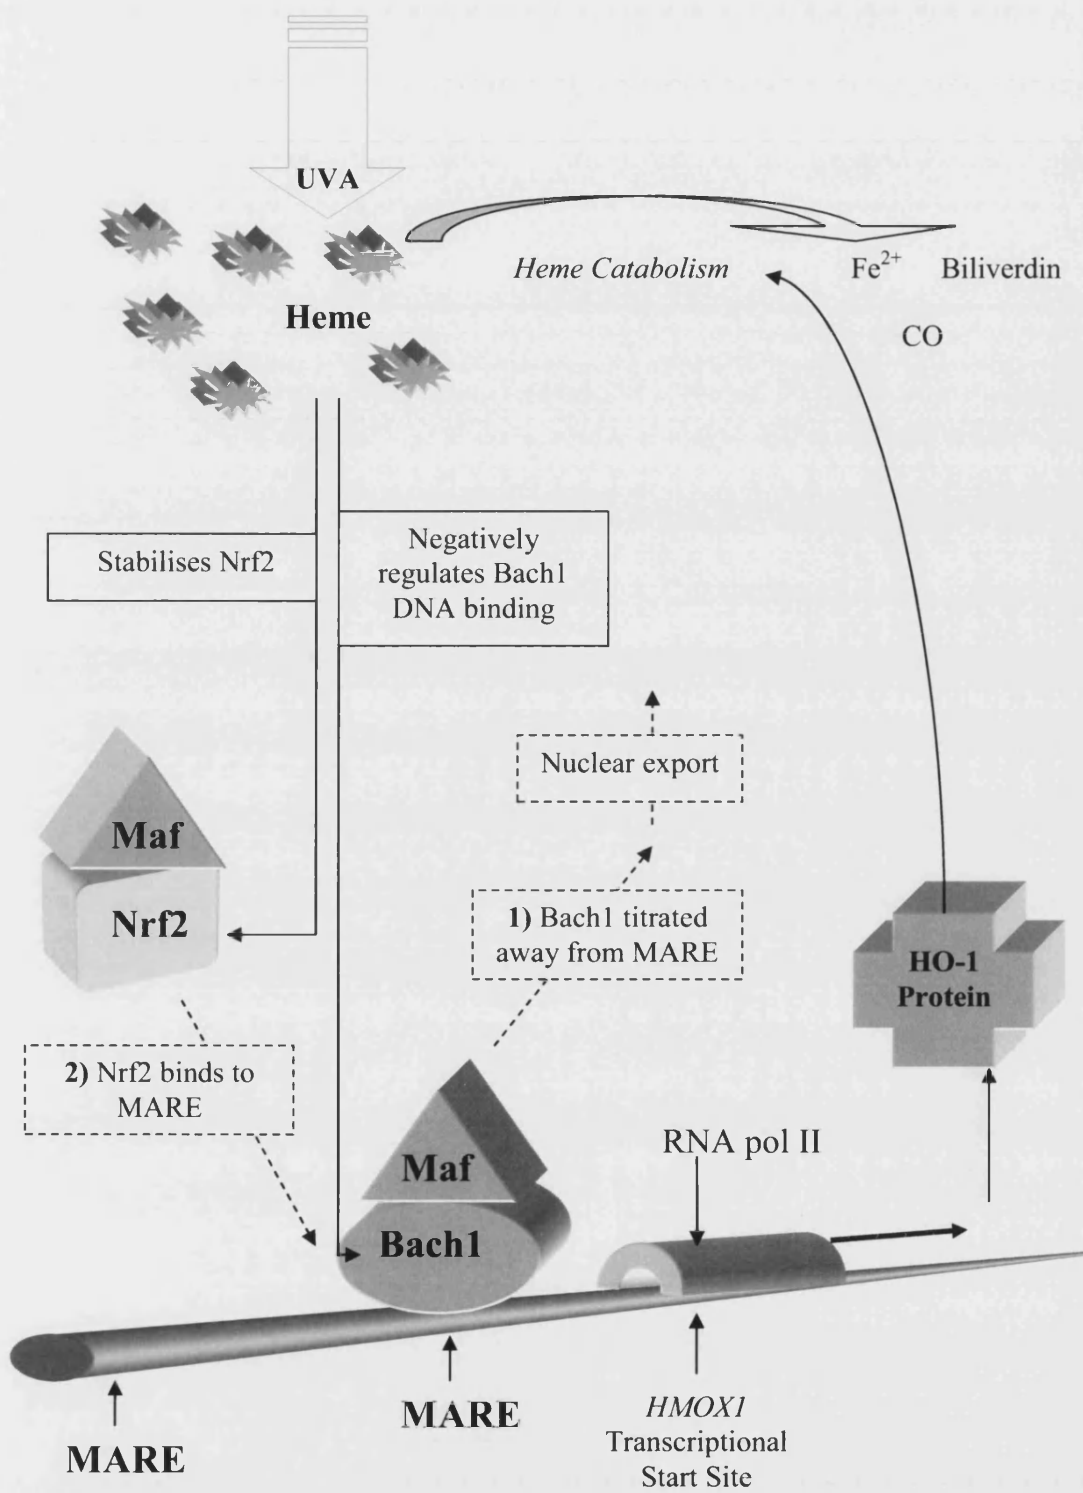 UVA
Heme Catabolism
Fe2+ Biliverdin
Heme
CO
Stabilises Nrf2
Negatively
regulates Bach1
DNA binding
Nuclear export
Maf
Nrf2
1) Bach1 titrated
away from MARE
HO-1
Protein
2) Nrf2 binds to
MARE
RNA pol II
Maf
Bach1
MARE
MARE
HMOX1
Transcriptional
Start Site